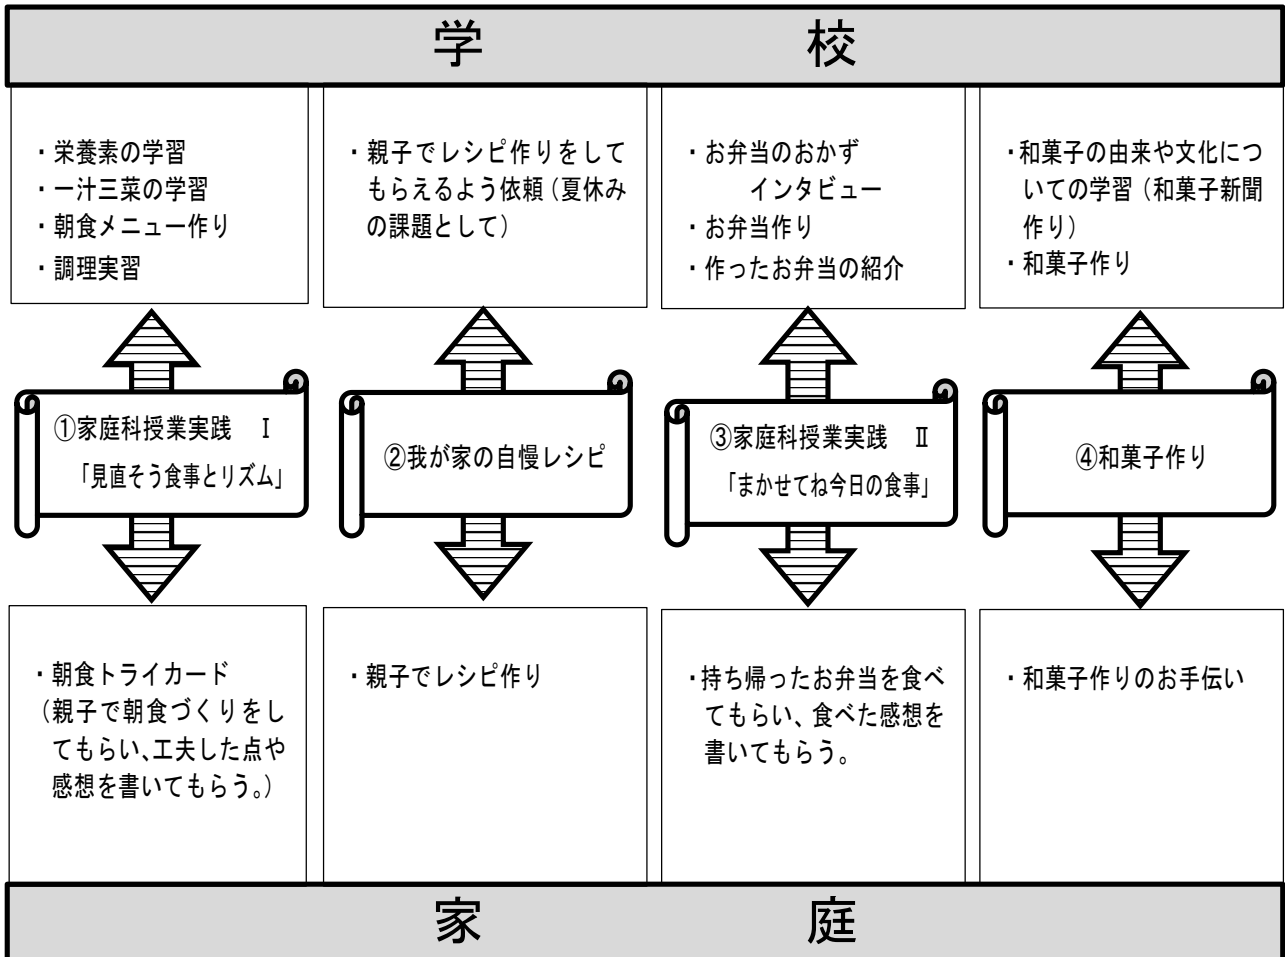 学校
・栄養素の学習
・一汁三菜の学習
・朝食メニュー作り
・調理実習
・親子でレシピ作りをして
もらえるよう依頼（夏休み
の課題として）
・お弁当のおかず
インタビュー
・お弁当作り
・作ったお弁当の紹介
・和菓子の由来や文化につ
いての学習（和菓子新聞
作り）
・和菓子作り
①家庭科授業実践　Ⅰ
「見直そう食事とリズム」
②我が家の自慢レシピ
③家庭科授業実践　Ⅱ
「まかせてね今日の食事」
④和菓子作り
・朝食トライカード
（親子で朝食づくりをし
てもらい、工夫した点や
感想を書いてもらう。）
・親子でレシピ作り
・持ち帰ったお弁当を食べ
てもらい、食べた感想を
書いてもらう。
・和菓子作りのお手伝い
家庭